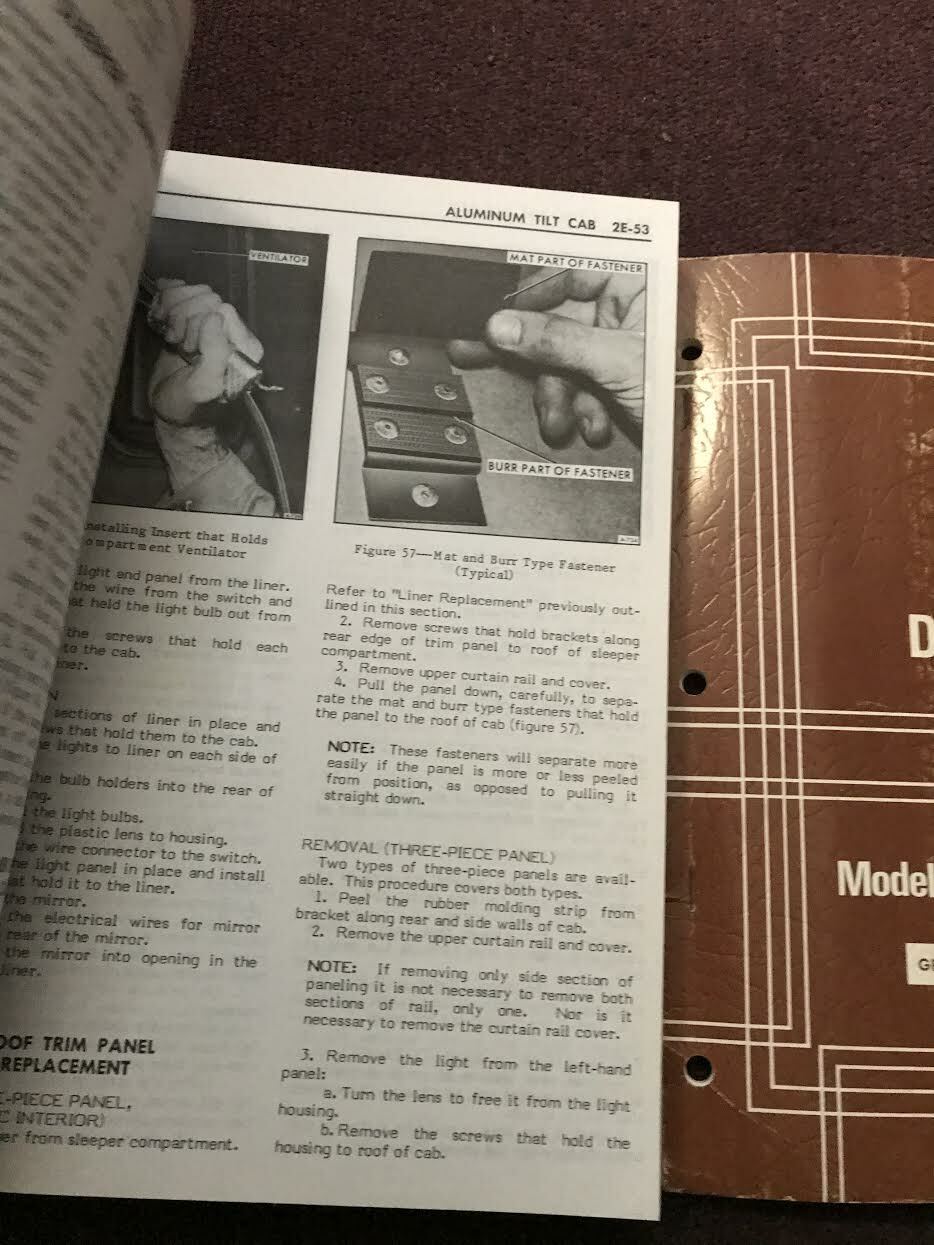 ALUMINUM TILT CAB 2E-53
VENTILATOR
nstalling Insert that Holds
ompartment Ventilator
light and panel from the liner.
the wire from the switch and
at held the light bulb out from
the screws that hold each
to the cab.
liner.
N
sections of liner in place and
ws that hold them to the cab.
e lights to liner on each side of
the bulb holders into the rear of
ng.
the light bulbs.
the plastic lens to housing.
the wire connector to the switch.
he light panel in place and install
at hold it to the liner.
the mirror.
the electrical wires for mirror
rear of the mirror.
the mirror into opening in the
liner.
OOF TRIM PANEL
REPLACEMENT
E-PIECE PANEL,
C INTERIOR)
er from sleeper compartment.
MAT PART OF FASTENER
BURR PART OF FASTENER
A-734
Figure 57—Mat and Burr Type Fastener
(Typical)
Refer to "Liner Replacement" previously out-
lined in this section.
2. Remove screws that hold brackets along
rear edge of trim panel to roof of sleeper
compartment.
3. Remove upper curtain rail and cover.
4. Pull the panel down, carefully, to sepa-
rate the mat and burr type fasteners that hold
the panel to the roof of cab (figure 57).
NOTE: These fasteners will separate more
easily if the panel is more or less peeled
from position, as opposed to pulling it
straight down.
REMOVAL (THREE-PIECE PANEL)
Two types of three-piece panels are avail-
able. This procedure covers both types.
1. Peel the rubber molding strip from
bracket along rear and side walls of cab.
2. Remove the upper curtain rail and cover.
NOTE: If removing only side section of
paneling it is not necessary to remove both
sections of rail, only one. Nor is it
necessary to remove the curtain rail cover.
3. Remove the light from the left-hand
panel:
a. Turn the lens to free it from the light
housing.
b. Remove the screws that hold the
housing to roof of cab.
D
Model
G